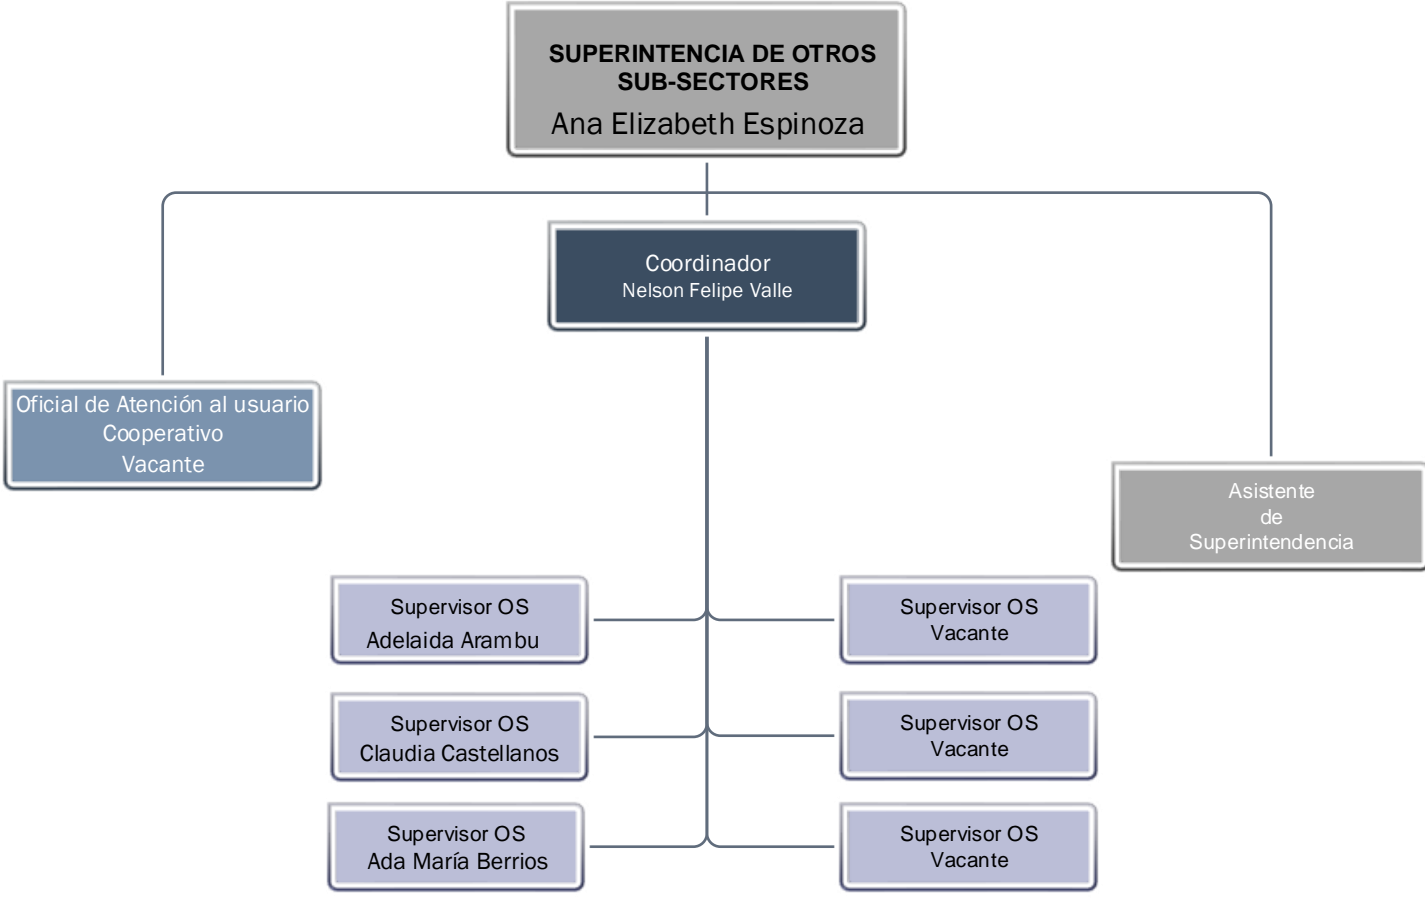 SUPERINTENCIA DE OTROS
SUB-SECTORES
Ana Elizabeth Espinoza
Coordinador
Nelson Felipe Valle
Oficial de Atención al usuario
Cooperativo
Vacante
Asistente
de
Superintendencia
Supervisor OS
Adelaida Arambu
Supervisor OS
Vacante
Supervisor OS
Claudia Castellanos
Supervisor OS
Vacante
Supervisor OS
Ada María Berrios
Supervisor OS
Vacante